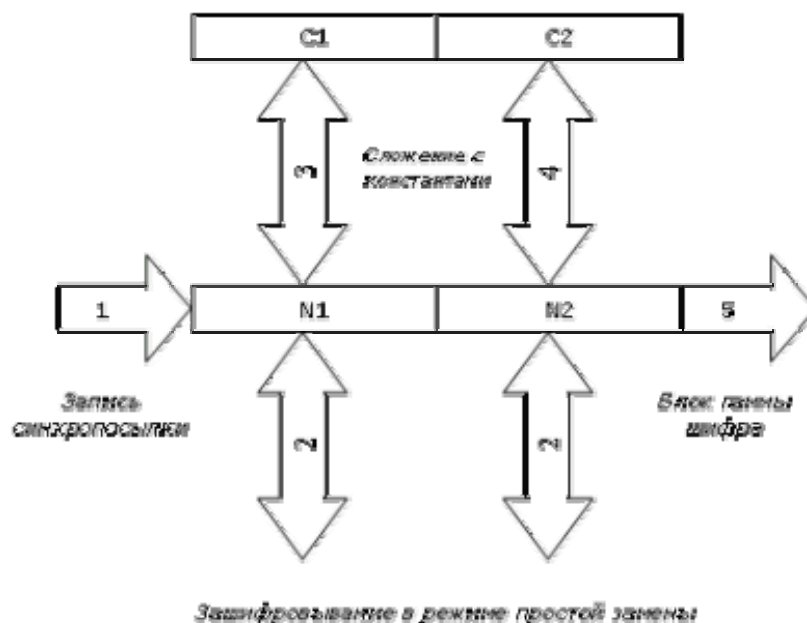 C1 C2
3
Сложение с
константами
4
1 N1 N2 5
Запись
синхропосылки
2
2
Блок гаммы
шифра
Зашифровывание в режиме простой замены